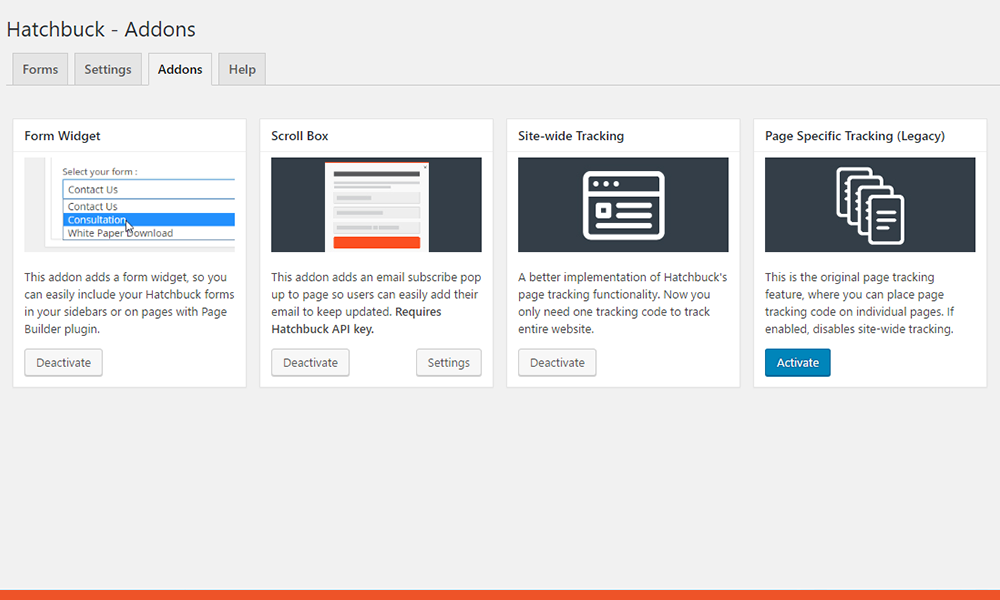 Hatchbuck - Addons
Forms Settings Addons Help
Form Widget
Select your form :
Contact Us
Contact Us
Consultation
White Paper Download
This addon adds a form widget, so you
can easily include your Hatchbuck forms
in your sidebars or on pages with Page
Builder plugin.
Deactivate
Scroll Box
This addon adds an email subscribe pop
up to page so users can easily add their
email to keep updated. Requires
Hatchbuck API key.
Deactivate Settings
Site-wide Tracking
A better implementation of Hatchbuck's
page tracking functionality. Now you
only need one tracking code to track
entire website.
Deactivate
Page Specific Tracking (Legacy)
This is the original page tracking
feature, where you can place page
tracking code on individual pages. If
enabled, disables site-wide tracking.
Activate